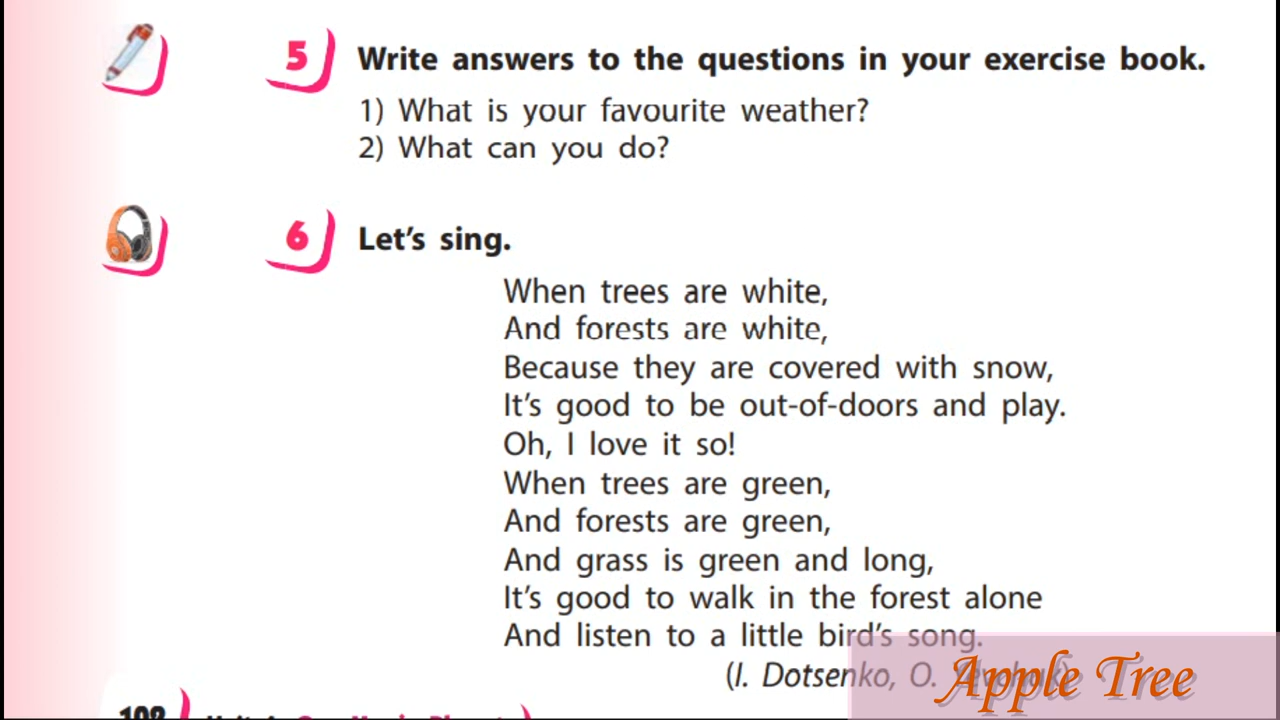 5 Write answers to the questions in your exercise book.
1) What is your favourite weather?
2) What can you do?
6 Let's sing.
When trees are white,
And forests are white,
Because they are covered with snow,
It's good to be out-of-doors and play.
Oh, I love it so!
When trees are green,
And forests are green,
And grass is green and long,
It's good to walk in the forest alone
And listen to a little bird's song.
(I. Dotsenko, O.
Apple Tree